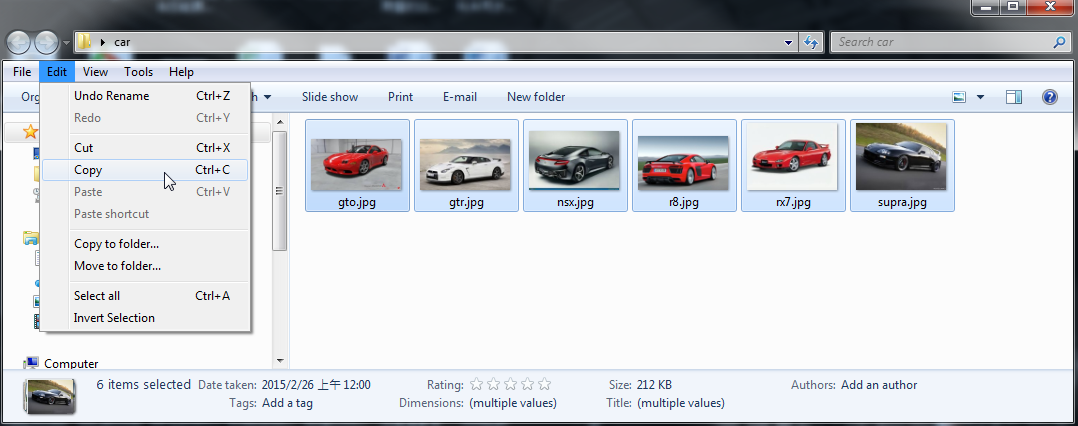 car
Search car
File Edit View Tools Help
Slide show Print E-mail New folder
Undo Rename Ctrl+Z
Redo Ctrl+Y
Cut Ctrl+X
Copy Ctrl+C
Paste Ctrl+V
Paste shortcut
Copy to folder...
Move to folder...
Select all Ctrl+A
Invert Selection
gto.jpg gtr.jpg nsx.jpg r8.jpg rx7.jpg supra.jpg
Computer
6 items selected Date taken: 2015/2/26 上午 12:00 Rating: Size: 212 KB Authors: Add an author
Tags: Add a tag Dimensions: (multiple values) Title: (multiple values)